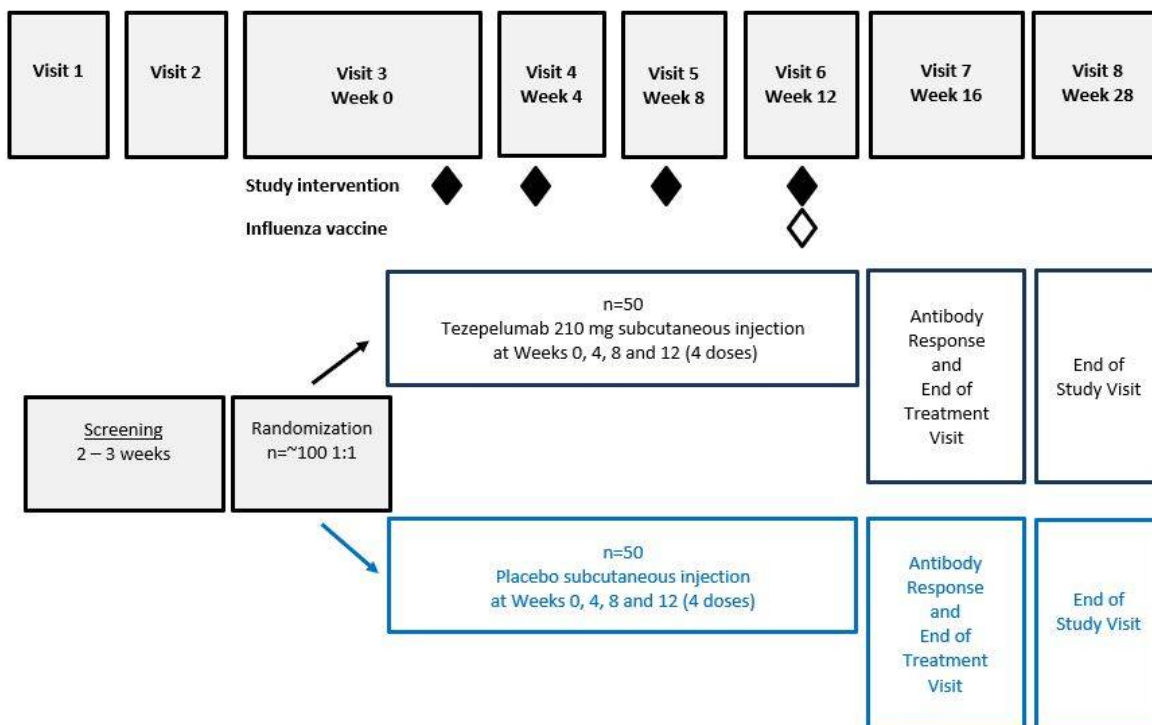 Visit 1
Visit 2
Visit 3
Week 0
Visit 4
Week 4
Visit 5
Week 8
Visit 6
Week 12
Visit 7
Week 16
Visit 8
Week 28
Study intervention
Influenza vaccine
n=50
Tezepelumab 210 mg subcutaneous injection
at Weeks 0, 4, 8 and 12 (4 doses)
Antibody
Response
and
End of
Treatment
Visit
End of
Study Visit
Screening
2 – 3 weeks
Randomization
n=~100 1:1
n=50
Placebo subcutaneous injection
at Weeks 0, 4, 8 and 12 (4 doses)
Antibody
Response
and
End of
Treatment
Visit
End of
Study Visit